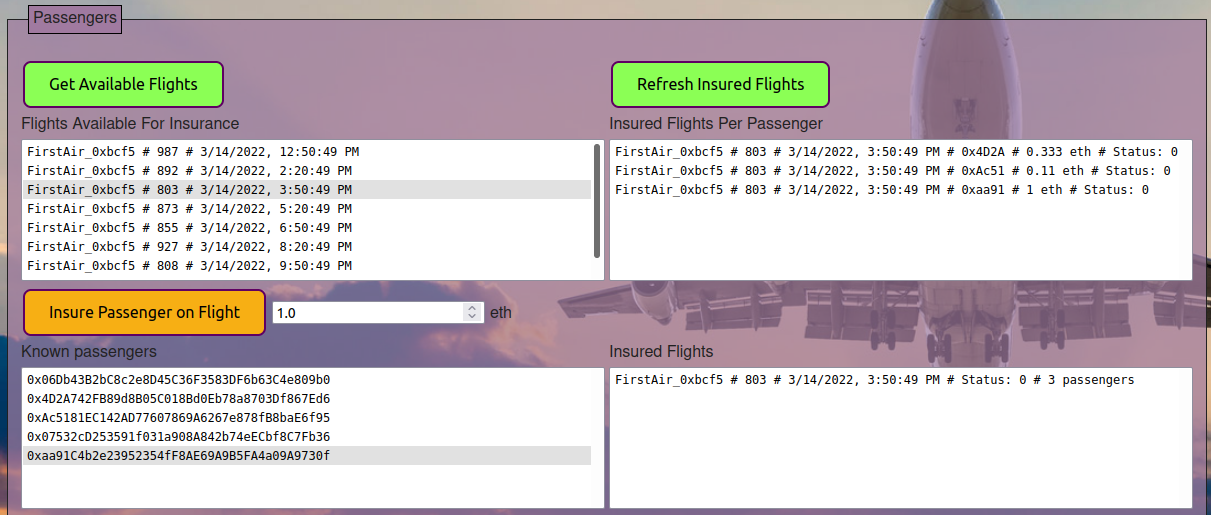 Passengers
Get Available Flights
Refresh Insured Flights
Flights Available For Insurance
FirstAir_0xbcf5 # 987 # 3/14/2022, 12:50:49 PM
FirstAir_0xbcf5 # 892 # 3/14/2022, 2:20:49 PM
FirstAir_0xbcf5 # 803 # 3/14/2022, 3:50:49 PM
FirstAir_0xbcf5 # 873 # 3/14/2022, 5:20:49 PM
FirstAir_0xbcf5 # 855 # 3/14/2022, 6:50:49 PM
FirstAir_0xbcf5 # 927 # 3/14/2022, 8:20:49 PM
FirstAir_0xbcf5 # 808 # 3/14/2022, 9:50:49 PM
Insured Flights Per Passenger
FirstAir_0xbcf5 # 803 # 3/14/2022, 3:50:49 PM # 0x4D2A # 0.333 eth # Status: 0
FirstAir_0xbcf5 # 803 # 3/14/2022, 3:50:49 PM # 0xAc51 # 0.11 eth # Status: 0
FirstAir_0xbcf5 # 803 # 3/14/2022, 3:50:49 PM # 0xaa91 # 1 eth # Status: 0
Insure Passenger on Flight
1.0
eth
Known passengers
0x06Db43B2bC8c2e8D45C36F3583DF6b63C4e809b0
0x4D2A742FB89d8B05C018Bd0Eb78a8703Df867Ed6
0xAc5181EC142AD77607869A6267e878fB8baE6f95
0x07532cD253591f031a908A842b74eECbf8C7Fb36
0xaa91C4b2e23952354fF8AE69A9B5FA4a09A9730f
Insured Flights
FirstAir_0xbcf5 # 803 # 3/14/2022, 3:50:49 PM # Status: 0 # 3 passengers